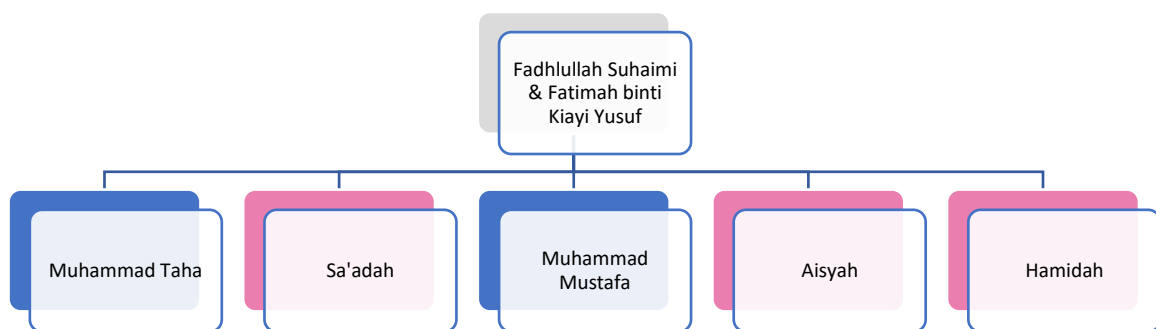 Fadhlullah Suhaimi
& Fatimah binti
Kiayi Yusuf
Muhammad Taha
Sa'adah
Muhammad
Mustafa
Aisyah
Hamidah